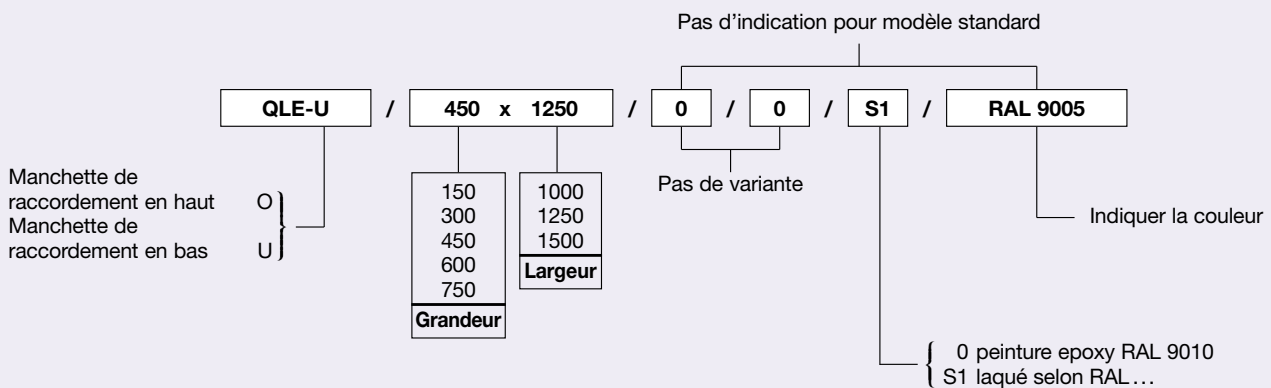 Pas d'indication pour modèle standard
QLE-U / 450 x 1250 / 0 / 0 / S1 / RAL 9005
Manchette de
raccordement en haut O
Manchette de
raccordement en bas U
150
300
450
600
750
Grandeur
1000
1250
1500
Largeur
Pas de variante
Indiquer la couleur
0 peinture epoxy RAL 9010
S1 laqué selon RAL...